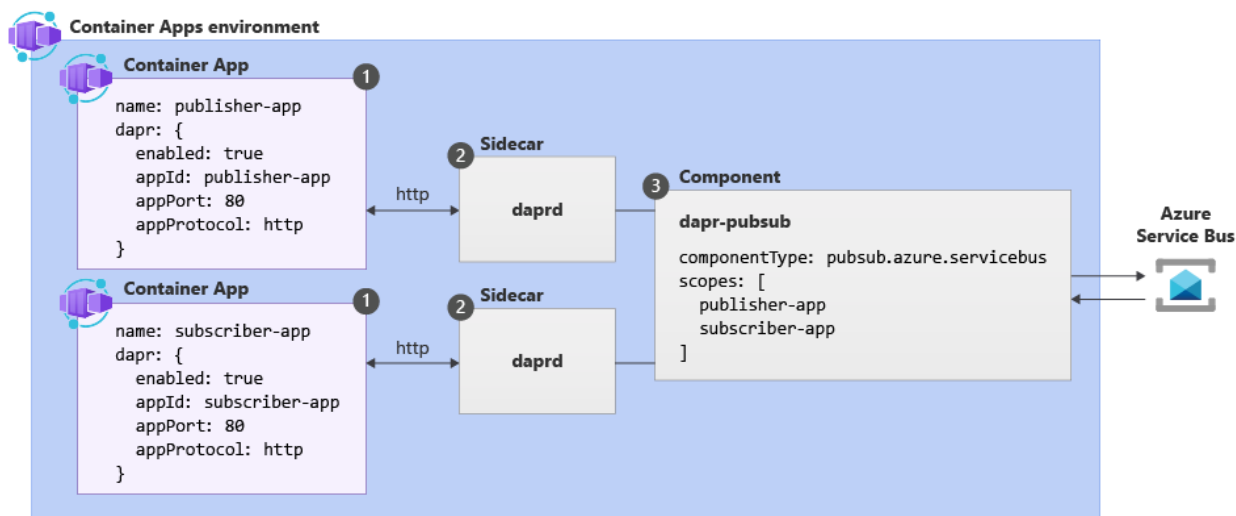 Container Apps environment
Container App
1
name: publisher-app
dapr: {
  enabled: true
  appId: publisher-app
  appPort: 80
  appProtocol: http
}
http
2
Sidecar
daprd
Container App
1
name: subscriber-app
dapr: {
  enabled: true
  appId: subscriber-app
  appPort: 80
  appProtocol: http
}
http
2
Sidecar
daprd
3
Component
dapr-pubsub
componentType: pubsub.azure.servicebus
scopes: [
  publisher-app
  subscriber-app
]
Azure
Service Bus